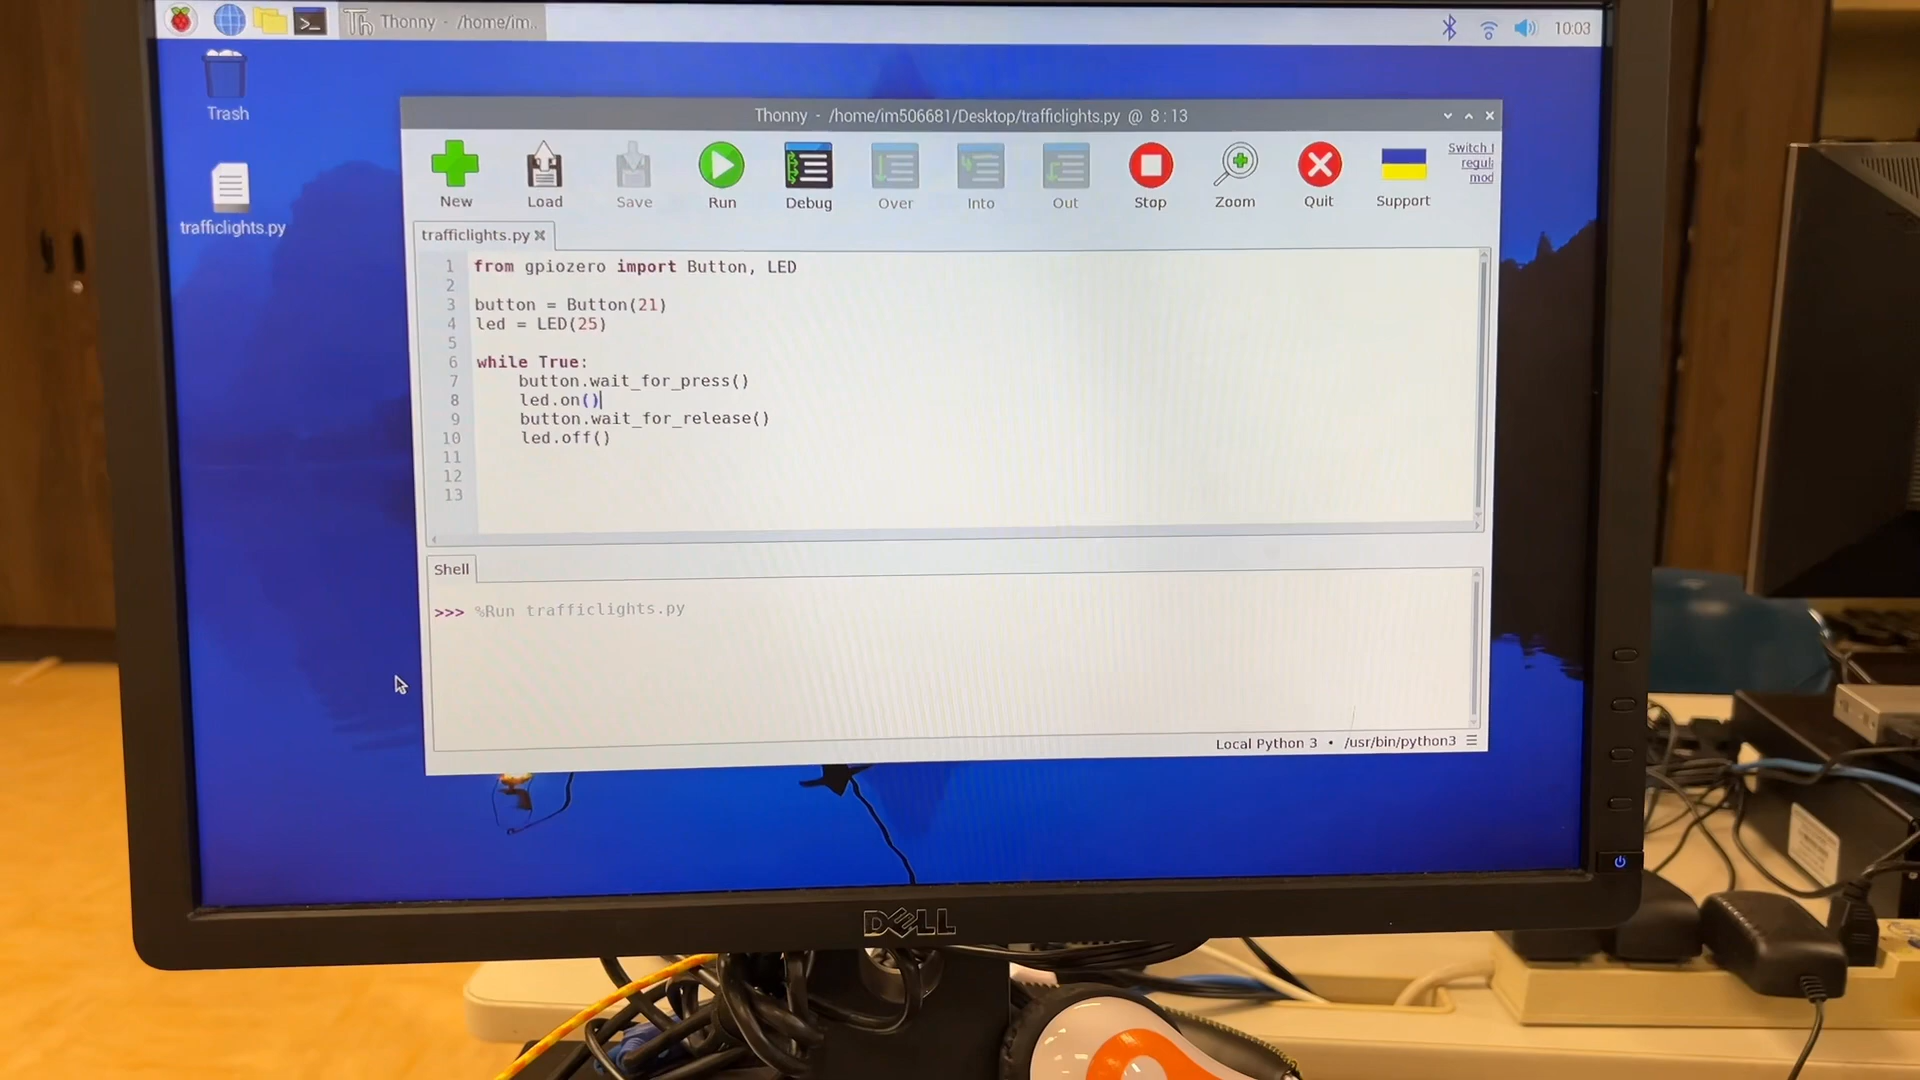 Thonny - /home/im..
10:03
Trash
trafficlights.py
Thonny - /home/im506681/Desktop/trafficlights.py @ 8:13
New Load Save Run Debug Over Into Out Stop Zoom Quit Support
Switch
mod
trafficlights.py
1 from gpiozero import Button, LED
2
3 button = Button(21)
4 led = LED(25)
5
6 while True:
7 button.wait_for_press()
8 led.on()
9 button.wait_for_release()
10 led.off()
11
12
13
Shell
>>> %Run trafficlights.py
Local Python 3 • /usr/bin/python3
DELL